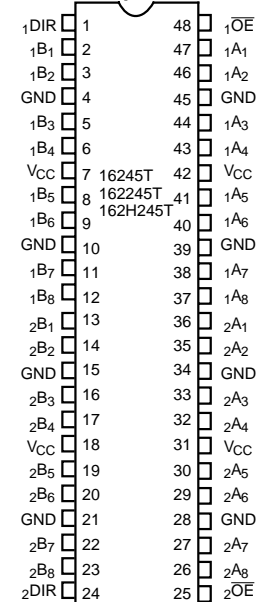 ₁DIR 1 48 ₁O̅E̅
₁B₁ 2 47 ₁A₁
₁B₂ 3 46 ₁A₂
GND 4 45 GND
₁B₃ 5 44 ₁A₃
₁B₄ 6 43 ₁A₄
VCC 7 16245T 42 VCC
₁B₅ 8 162245T 41 ₁A₅
162H245T
₁B₆ 9 40 ₁A₆
GND 10 39 GND
₁B₇ 11 38 ₁A₇
₁B₈ 12 37 ₁A₈
₂B₁ 13 36 ₂A₁
₂B₂ 14 35 ₂A₂
GND 15 34 GND
₂B₃ 16 33 ₂A₃
₂B₄ 17 32 ₂A₄
VCC 18 31 VCC
₂B₅ 19 30 ₂A₅
₂B₆ 20 29 ₂A₆
GND 21 28 GND
₂B₇ 22 27 ₂A₇
₂B₈ 23 26 ₂A₈
₂DIR 24 25 ₂O̅E̅